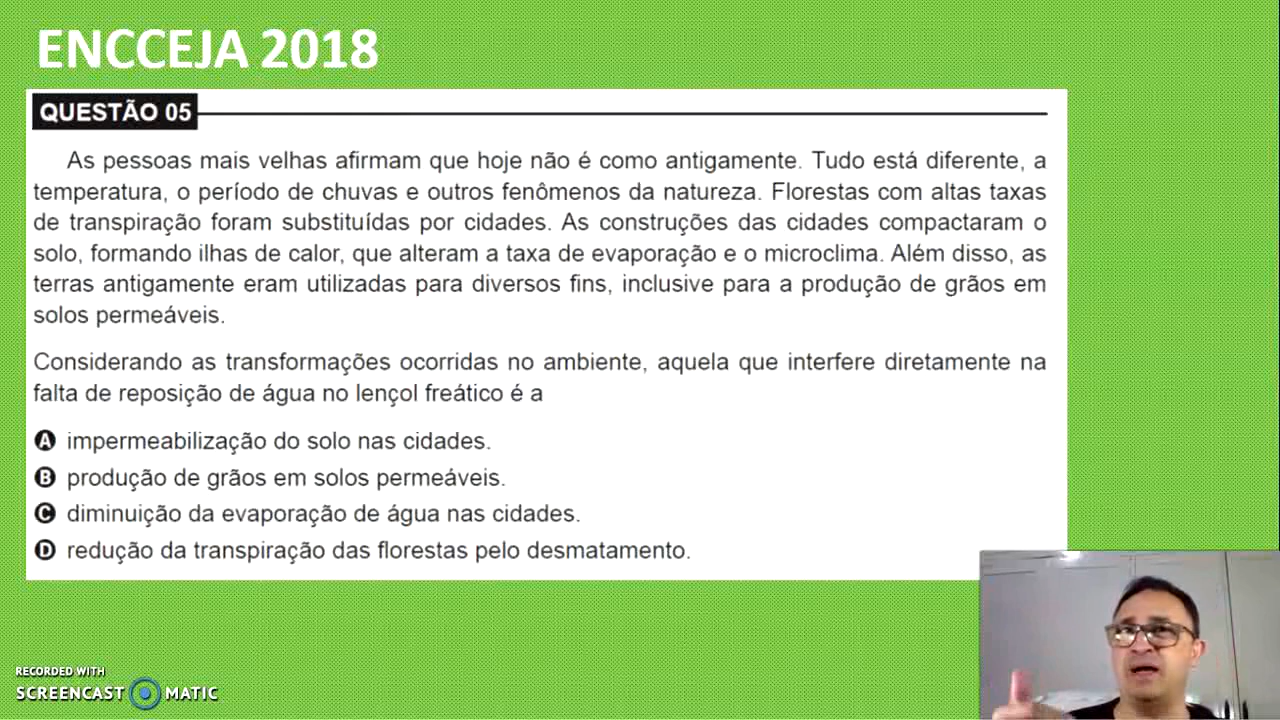 ENCCEJA 2018
QUESTÃO 05
As pessoas mais velhas afirmam que hoje não é como antigamente. Tudo está diferente, a
temperatura, o período de chuvas e outros fenômenos da natureza. Florestas com altas taxas
de transpiração foram substituídas por cidades. As construções das cidades compactaram o
solo, formando ilhas de calor, que alteram a taxa de evaporação e o microclima. Além disso, as
terras antigamente eram utilizadas para diversos fins, inclusive para a produção de grãos em
solos permeáveis.
Considerando as transformações ocorridas no ambiente, aquela que interfere diretamente na
falta de reposição de água no lençol freático é a
A impermeabilização do solo nas cidades.
B produção de grãos em solos permeáveis.
C diminuição da evaporação de água nas cidades.
D redução da transpiração das florestas pelo desmatamento.
RECORDED WITH
SCREENCAST MATIC